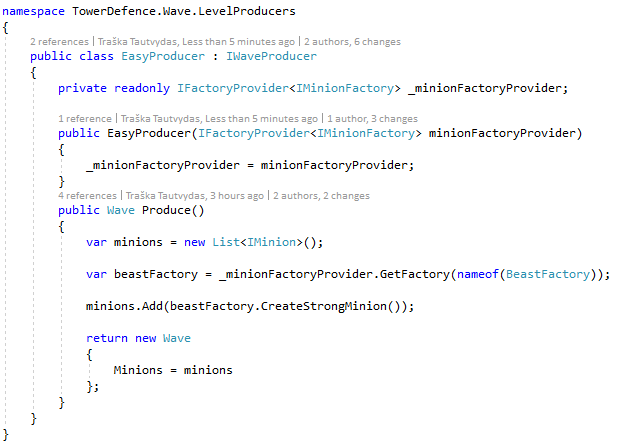 namespace TowerDefence.Wave.LevelProducers
{
2 references | Traška Tautvydas, Less than 5 minutes ago | 2 authors, 6 changes
public class EasyProducer : IWaveProducer
{
private readonly IFactoryProvider<IMinionFactory> _minionFactoryProvider;
1 reference | Traška Tautvydas, Less than 5 minutes ago | 1 author, 3 changes
public EasyProducer(IFactoryProvider<IMinionFactory> minionFactoryProvider)
{
_minionFactoryProvider = minionFactoryProvider;
}
4 references | Traška Tautvydas, 3 hours ago | 2 authors, 2 changes
public Wave Produce()
{
var minions = new List<IMinion>();
var beastFactory = _minionFactoryProvider.GetFactory(nameof(BeastFactory));
minions.Add(beastFactory.CreateStrongMinion());
return new Wave
{
Minions = minions
};
}
}
}